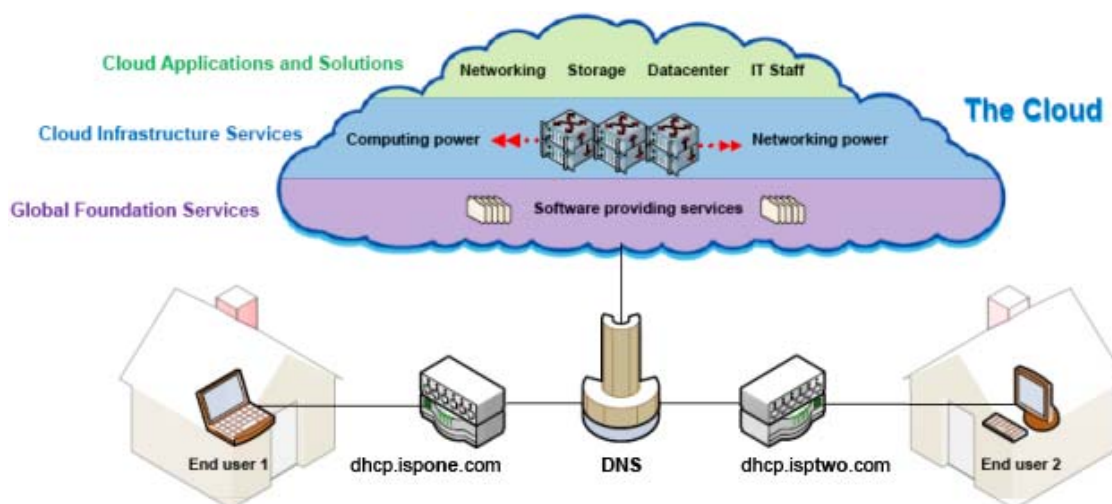 Cloud Applications and Solutions
Networking Storage Datacenter IT Staff
The Cloud
Cloud Infrastructure Services
Computing power
Networking power
Global Foundation Services
Software providing services
End user 1
dhcp.ispone.com
DNS
dhcp.isptwo.com
End user 2